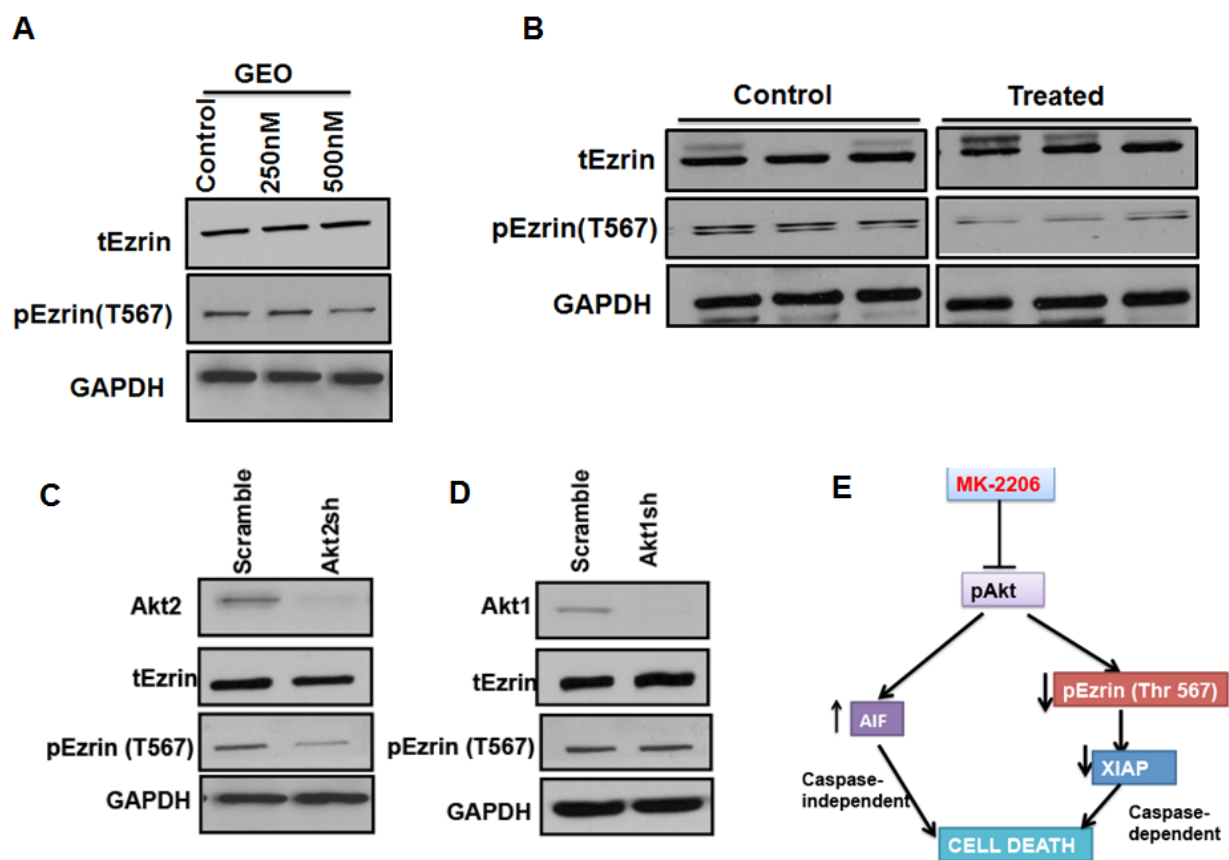 A
GEO
Control
250nM
500nM
tEzrin
pEzrin(T567)
GAPDH
B
Control Treated
tEzrin
pEzrin(T567)
GAPDH
C
Scramble
Akt2sh
Akt2
tEzrin
pEzrin (T567)
GAPDH
D
Scramble
Akt1sh
Akt1
tEzrin
pEzrin (T567)
GAPDH
E
MK-2206
pAkt
pEzrin (Thr 567)
AIF
XIAP
Caspase-
independent
Caspase-
dependent
CELL DEATH